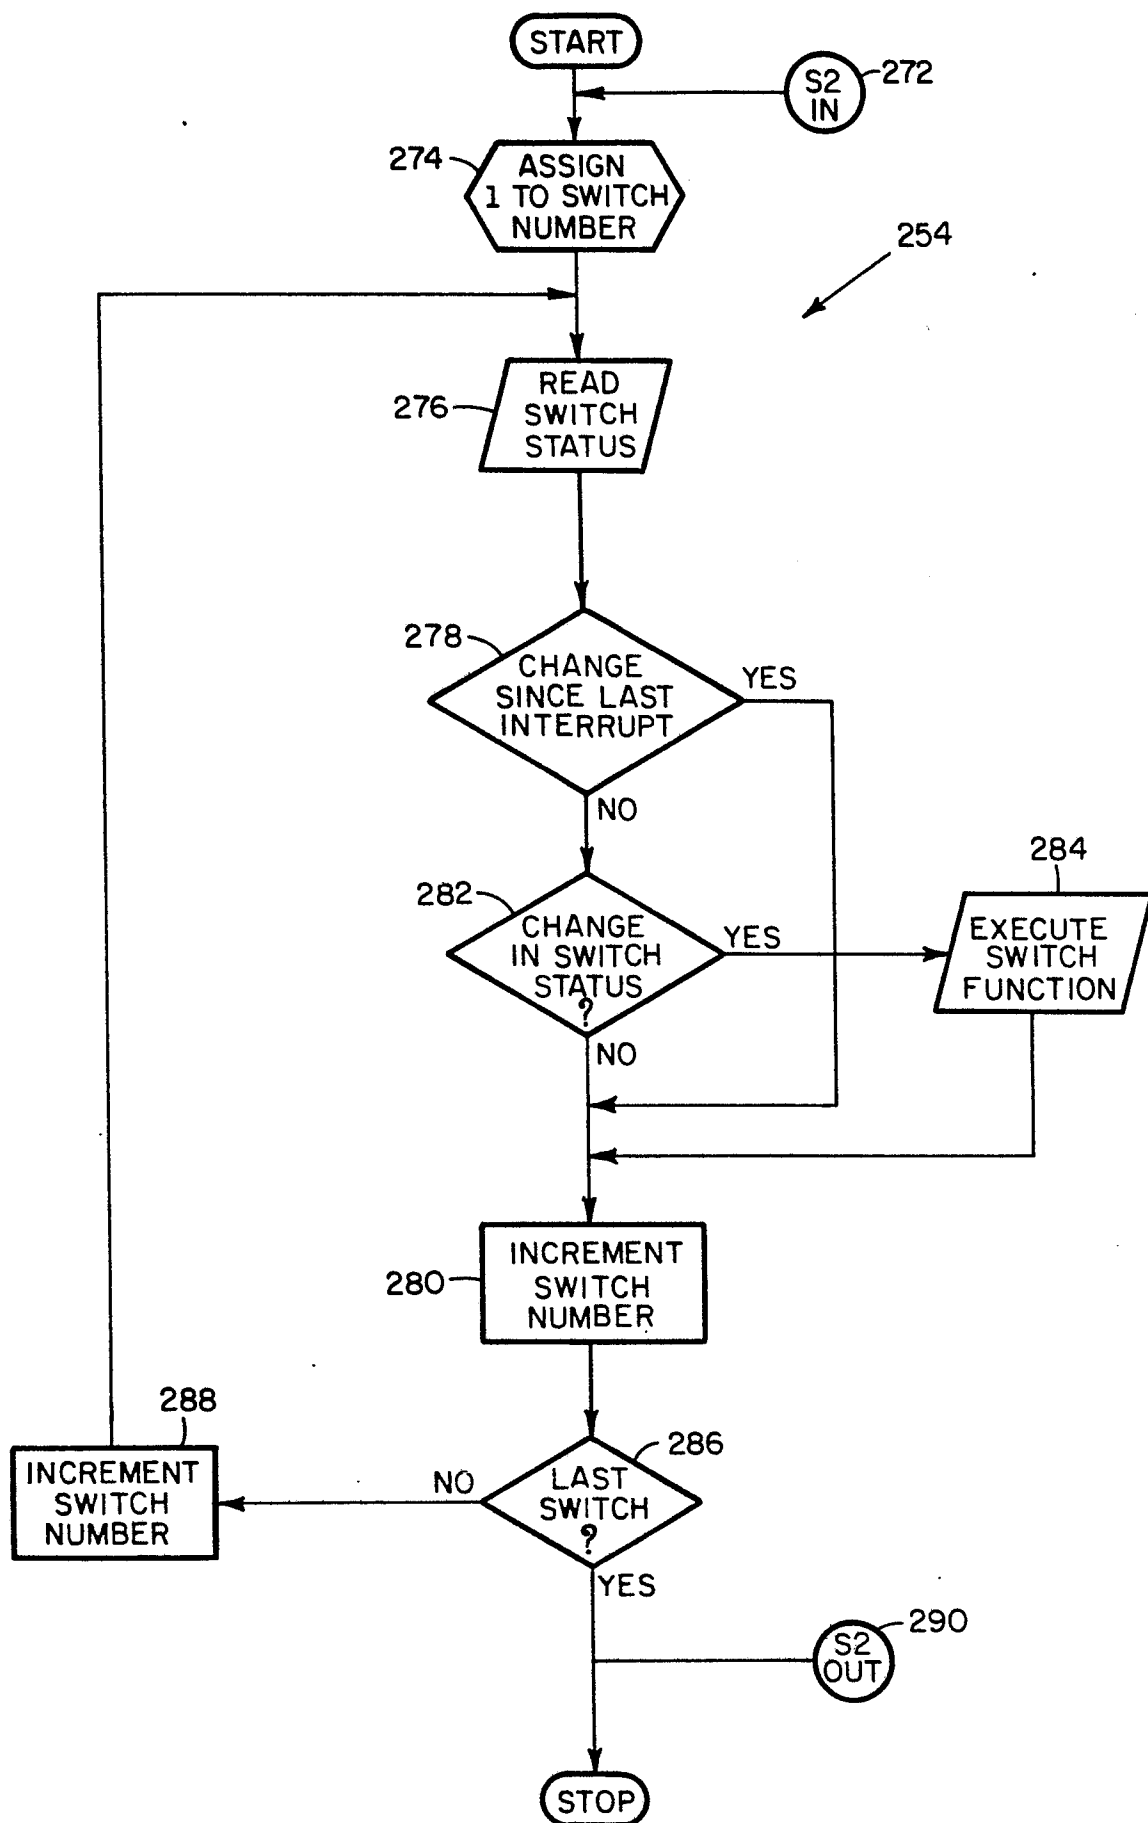 START
S2
IN
272
274
ASSIGN
1 TO SWITCH
NUMBER
254
276
READ
SWITCH
STATUS
278
CHANGE
SINCE LAST
INTERRUPT
YES
NO
282
CHANGE
IN SWITCH
STATUS
?
YES
NO
284
EXECUTE
SWITCH
FUNCTION
280
INCREMENT
SWITCH
NUMBER
288
INCREMENT
SWITCH
NUMBER
NO
286
LAST
SWITCH
?
YES
S2
OUT
290
STOP